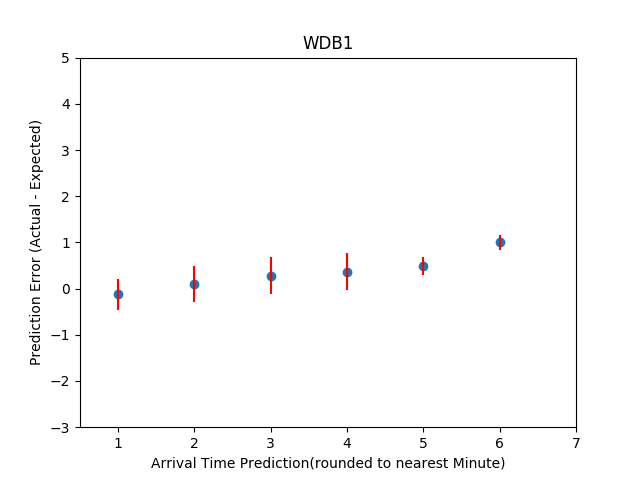 WDB1
5
4
3
2
1
0
−1
−2
−3
Prediction Error (Actual - Expected)
1 2 3 4 5 6 7
Arrival Time Prediction(rounded to nearest Minute)